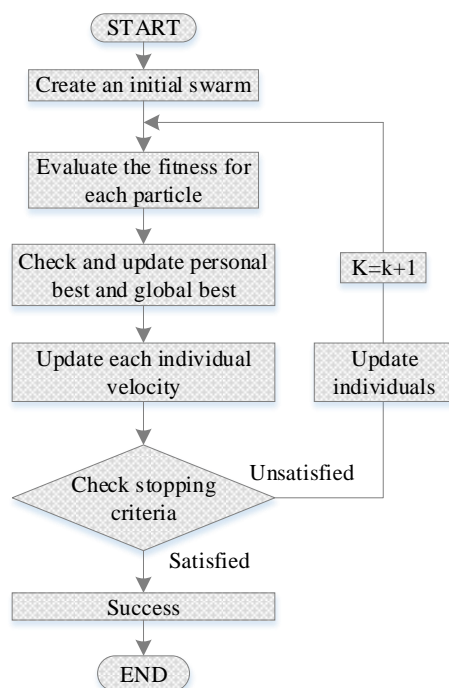 START
Create an initial swarm
Evaluate the fitness for
each particle
Check and update personal
best and global best
K=k+1
Update each individual
velocity
Update
individuals
Unsatisfied
Check stopping
criteria
Satisfied
Success
END